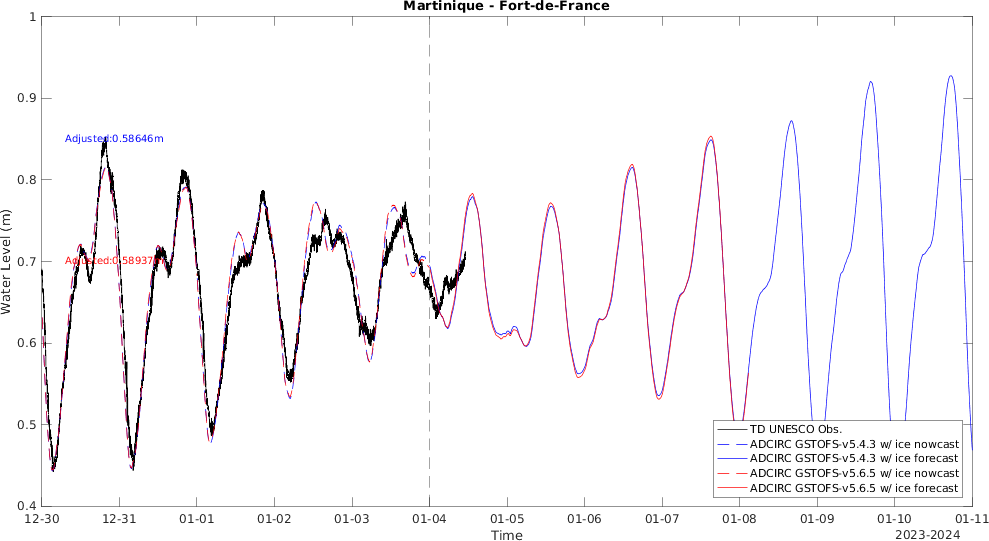 Martinique - Fort-de-France
1
0.9
0.8
0.7
0.6
0.5
0.4
Water Level (m)
Adjusted:0.58646m
Adjusted:0.58937
TD UNESCO Obs.
ADCIRC GSTOFS-v5.4.3 w/ ice nowcast
ADCIRC GSTOFS-v5.4.3 w/ ice forecast
ADCIRC GSTOFS-v5.6.5 w/ ice nowcast
ADCIRC GSTOFS-v5.6.5 w/ ice forecast
12-30 12-31 01-01 01-02 01-03 01-04 01-05 01-06 01-07 01-08 01-09 01-10 01-11
Time
2023-2024